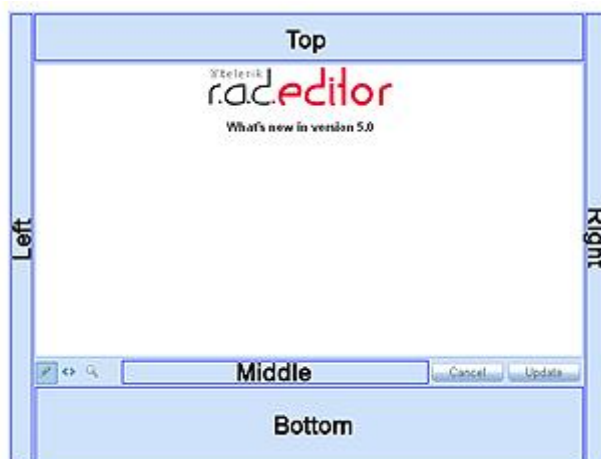 Top
telerik
r.a.d.editor
What's new in version 5.0
Left
Right
Middle
Cancel
Update
Bottom